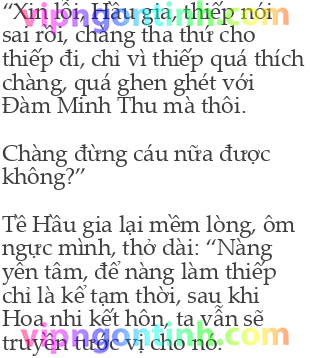 “Xin lỗi, Hầu gia, thiếp nói
sai rồi, chàng tha thứ cho
thiếp đi, chỉ vì thiếp quá thích
chàng, quá ghen ghét với
Đàm Minh Thu mà thôi.
Chàng đừng cáu nữa được
không?”
Tề Hầu gia lại mềm lòng, ôm
ngực mình, thở dài: “Nàng
yên tâm, để nàng làm thiếp
chỉ là kế tạm thời, sau khi
Hoa nhi kết hôn, ta vẫn sẽ
truyền tước vị cho nó.
vipngontinh.com
vipngontinh.com